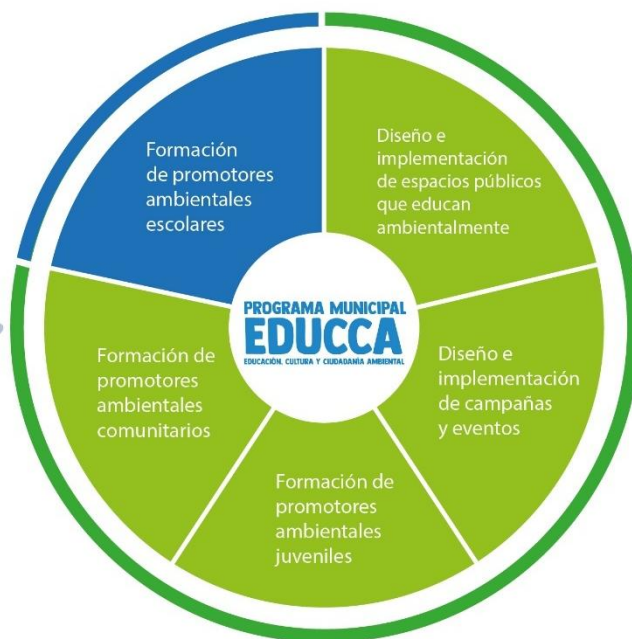 Formación
de promotores
ambientales
escolares
Diseño e
implementación
de espacios públicos
que educan
ambientalmente
PROGRAMA MUNICIPAL
EDUCCA
EDUCACIÓN, CULTURA Y CIUDADANÍA AMBIENTAL
Formación de
promotores
ambientales
comunitarios
Diseño e
implementación
de campañas
y eventos
Formación de
promotores
ambientales
juveniles